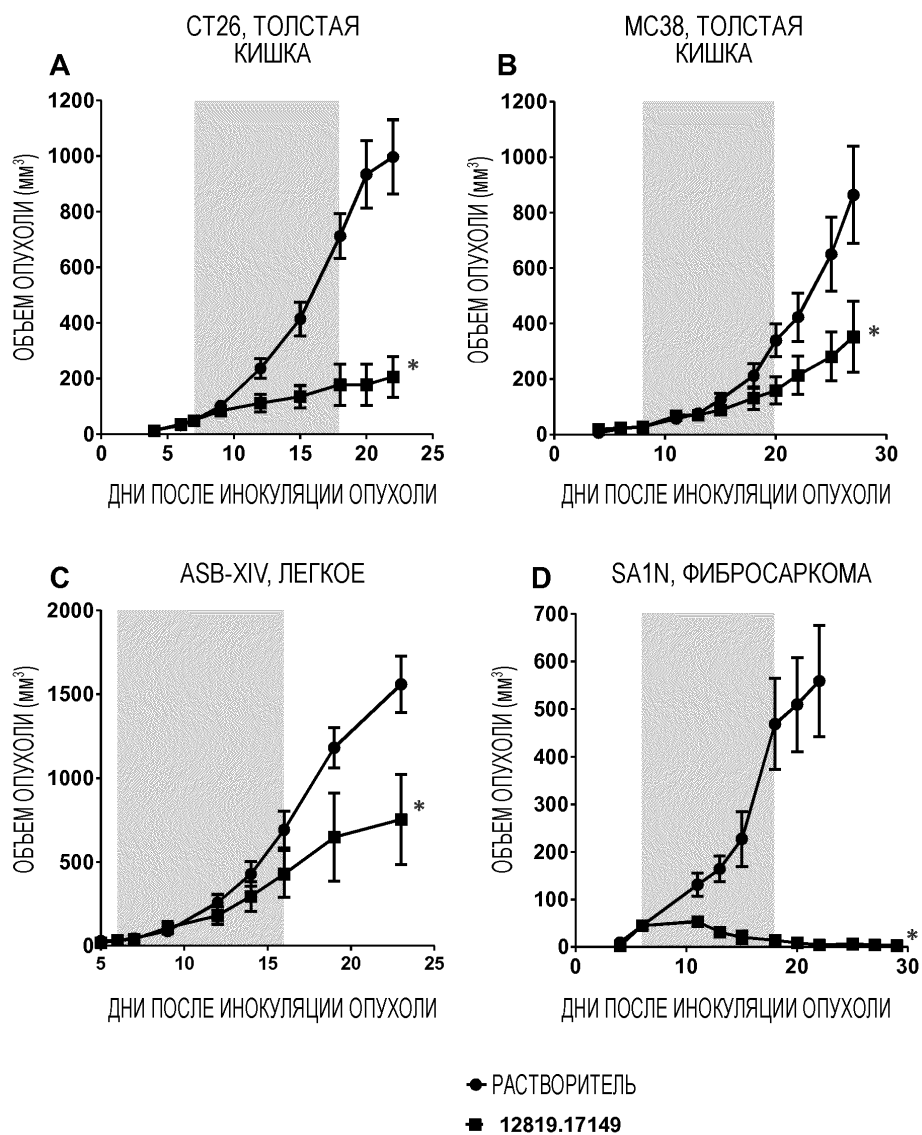 CT26, ТОЛСТАЯ
КИШКА
A
1200
1000
800
600
400
200
0
ОБЪЕМ ОПУХОЛИ (мм³)
*
0 5 10 15 20 25
ДНИ ПОСЛЕ ИНОКУЛЯЦИИ ОПУХОЛИ
MC38, ТОЛСТАЯ
КИШКА
B
1200
1000
800
600
400
200
0
ОБЪЕМ ОПУХОЛИ (мм³)
*
0 10 20 30
ДНИ ПОСЛЕ ИНОКУЛЯЦИИ ОПУХОЛИ
C
ASB-XIV, ЛЕГКОЕ
2000
1500
1000
500
0
ОБЪЕМ ОПУХОЛИ (мм³)
*
5 10 15 20 25
ДНИ ПОСЛЕ ИНОКУЛЯЦИИ ОПУХОЛИ
D
SA1N, ФИБРОСАРКОМА
700
600
500
400
300
200
100
0
ОБЪЕМ ОПУХОЛИ (мм³)
*
0 10 20 30
ДНИ ПОСЛЕ ИНОКУЛЯЦИИ ОПУХОЛИ
РАСТВОРИТЕЛЬ
12819.17149